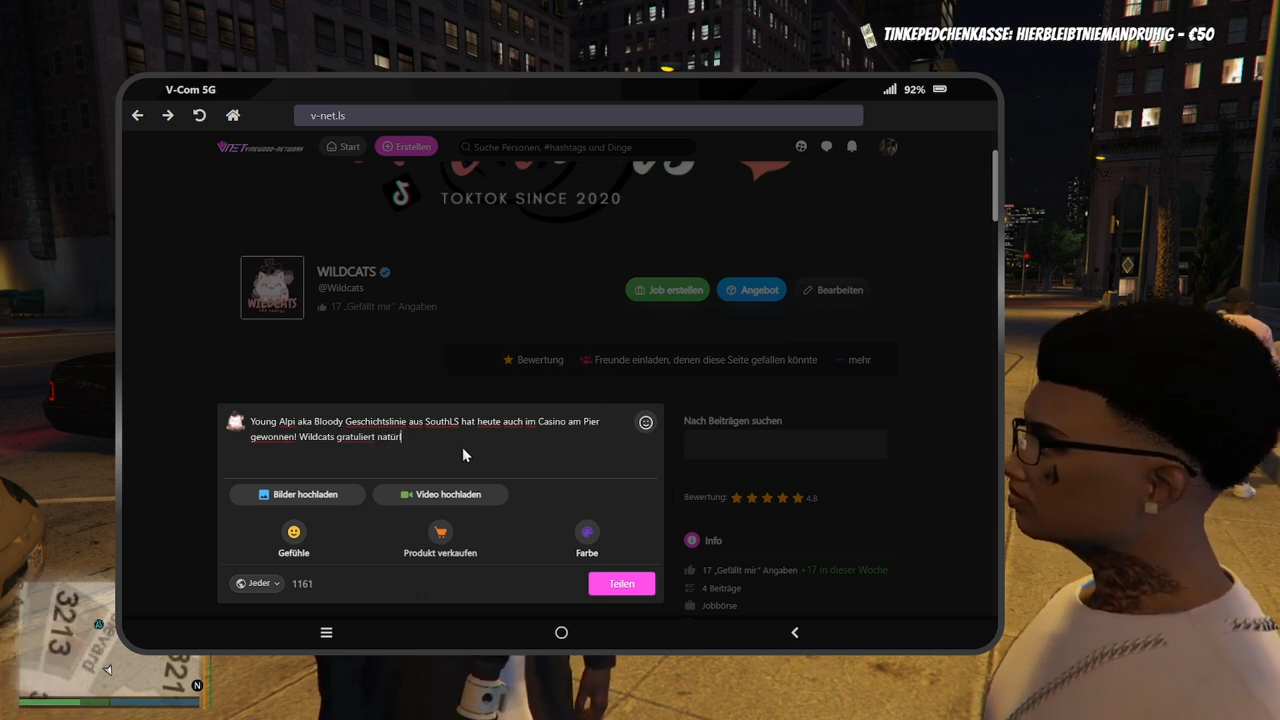 TINKEPEDCHENKASSE: HIERBLEIBTNIEMANDRUHIG - €50
V-Com 5G
92%
v-net.ls
VNET VINEWOOD-NETWORK
Start
Erstellen
Suche Personen, #hashtags und Dinge
TOKTOK SINCE 2020
WILDCATS
@Wildcats
17 „Gefällt mir“ Angaben
Job erstellen
Angebot
Bearbeiten
Bewertung
Freunde einladen, denen diese Seite gefallen könnte
mehr
Young Alpi aka Bloody Geschichtslinie aus SouthLS hat heute auch im Casino am Pier
gewonnen! Wildcats gratuliert natürl
Bilder hochladen
Video hochladen
Gefühle
Produkt verkaufen
Farbe
Jeder
1161
Teilen
Nach Beiträgen suchen
Bewertung:
4.8
Info
17 „Gefällt mir“ Angaben +17 in dieser Woche
4 Beiträge
Jobbörse
3213
N